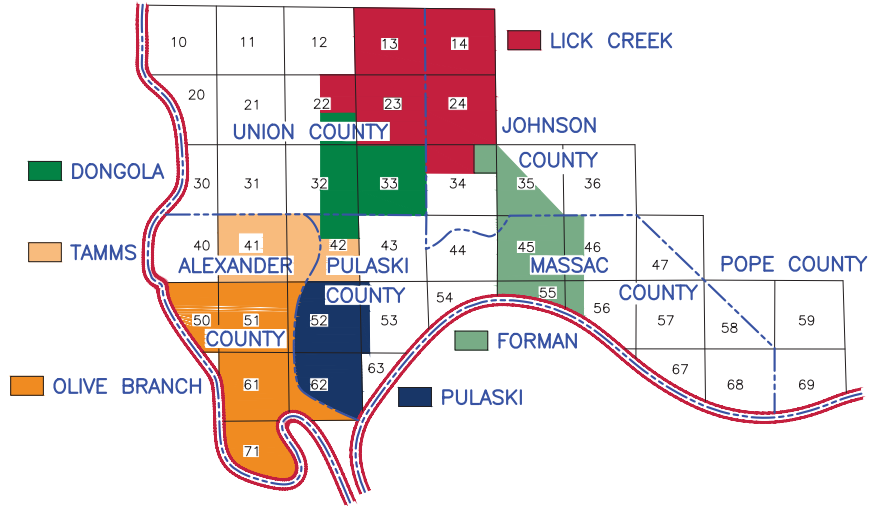 10 11 12 13 14 LICK CREEK
20 21 22 23 24
UNION COUNTY JOHNSON
COUNTY
DONGOLA
30 31 32 33 34 35 36
TAMMS
40 41 42 43 44 45 46 47
ALEXANDER PULASKI MASSAC POPE COUNTY
COUNTY COUNTY
50 51 52 53 54 55 56 57 58 59
COUNTY FORMAN
OLIVE BRANCH 61 62 63 67 68 69
PULASKI
71